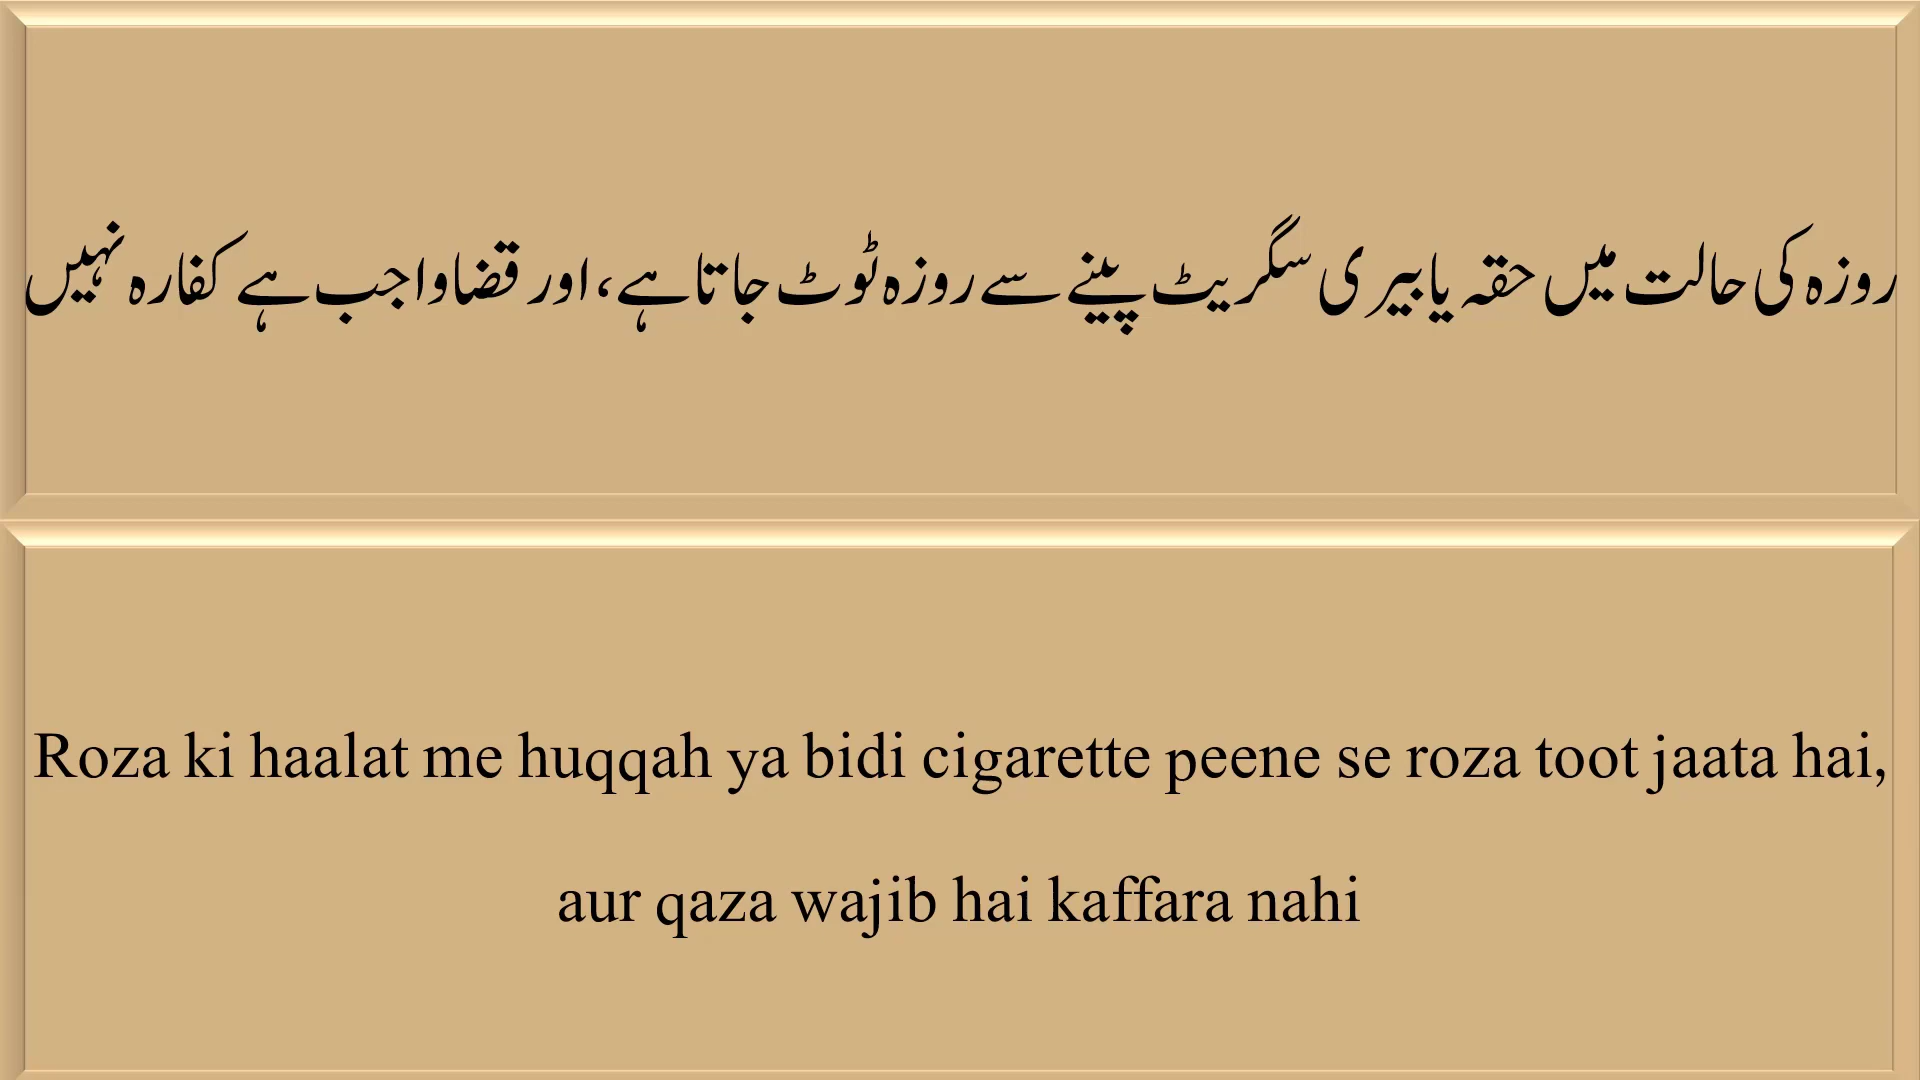 روزہ کی حالت میں حقہ یا بیری سگریٹ پینے سے روزہ ٹوٹ جاتا ہے، اور قضا واجب ہے کفارہ نہیں
Roza ki haalat me huqqah ya bidi cigarette peene se roza toot jaata hai,
aur qaza wajib hai kaffara nahi